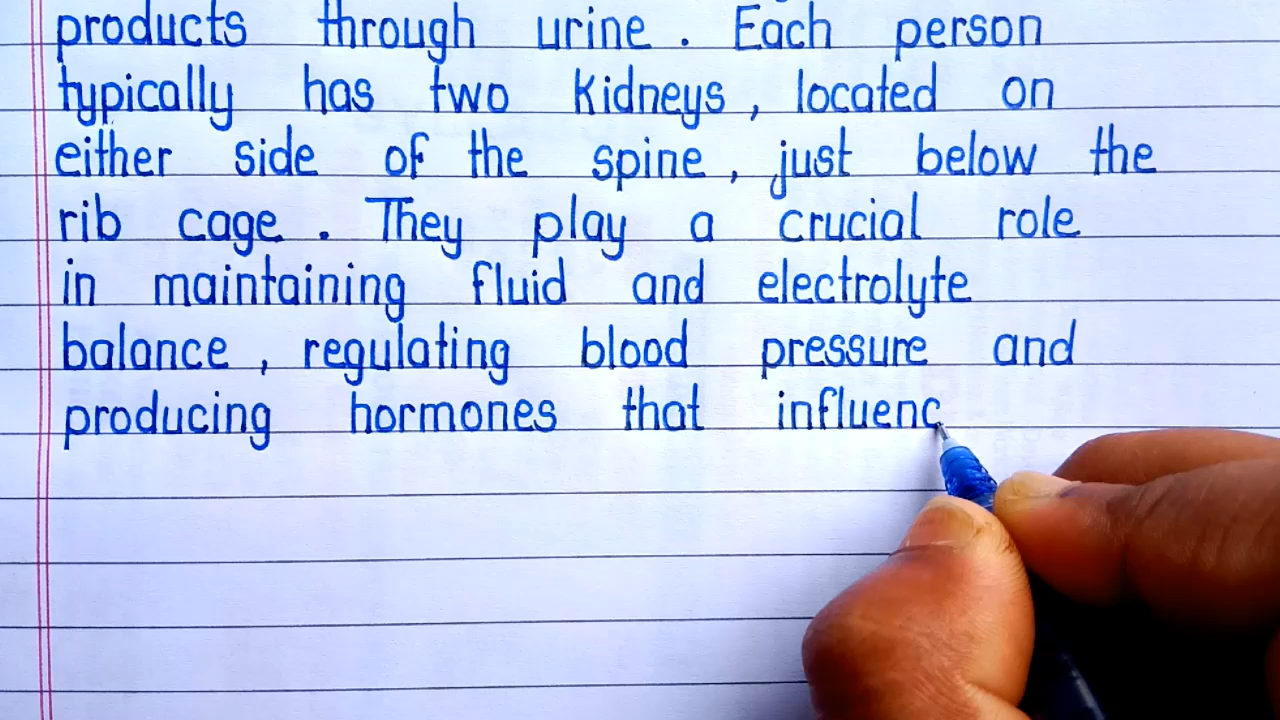 products through urine . Each person
typically has two Kidneys , located on
either side of the spine , just below the
rib cage . They play a crucial role
in maintaining fluid and electrolyte
balance , regulating blood pressure and
producing hormones that influenc